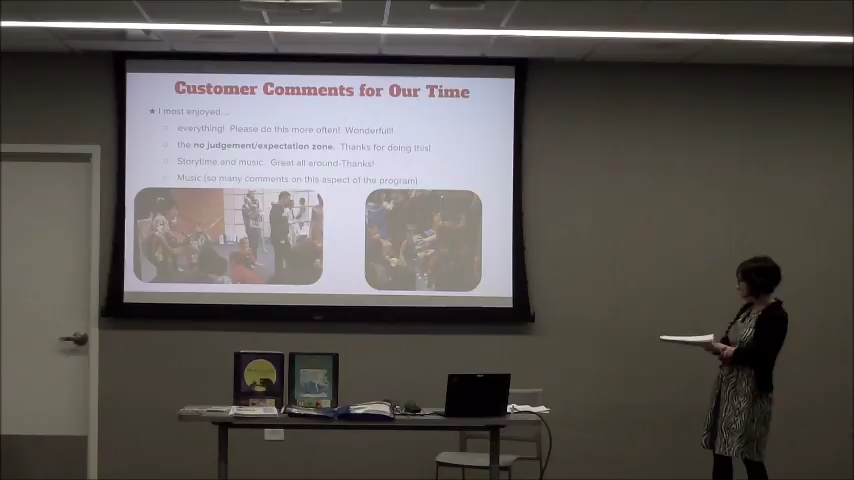 Customer Comments for Our Time
★ I most enjoyed...
○ everything! Please do this more often! Wonderful!!
○ the no judgement/expectation zone. Thanks for doing this!
○ Storytime and music. Great all around-Thanks!
○ Music (so many comments on this aspect of the program)